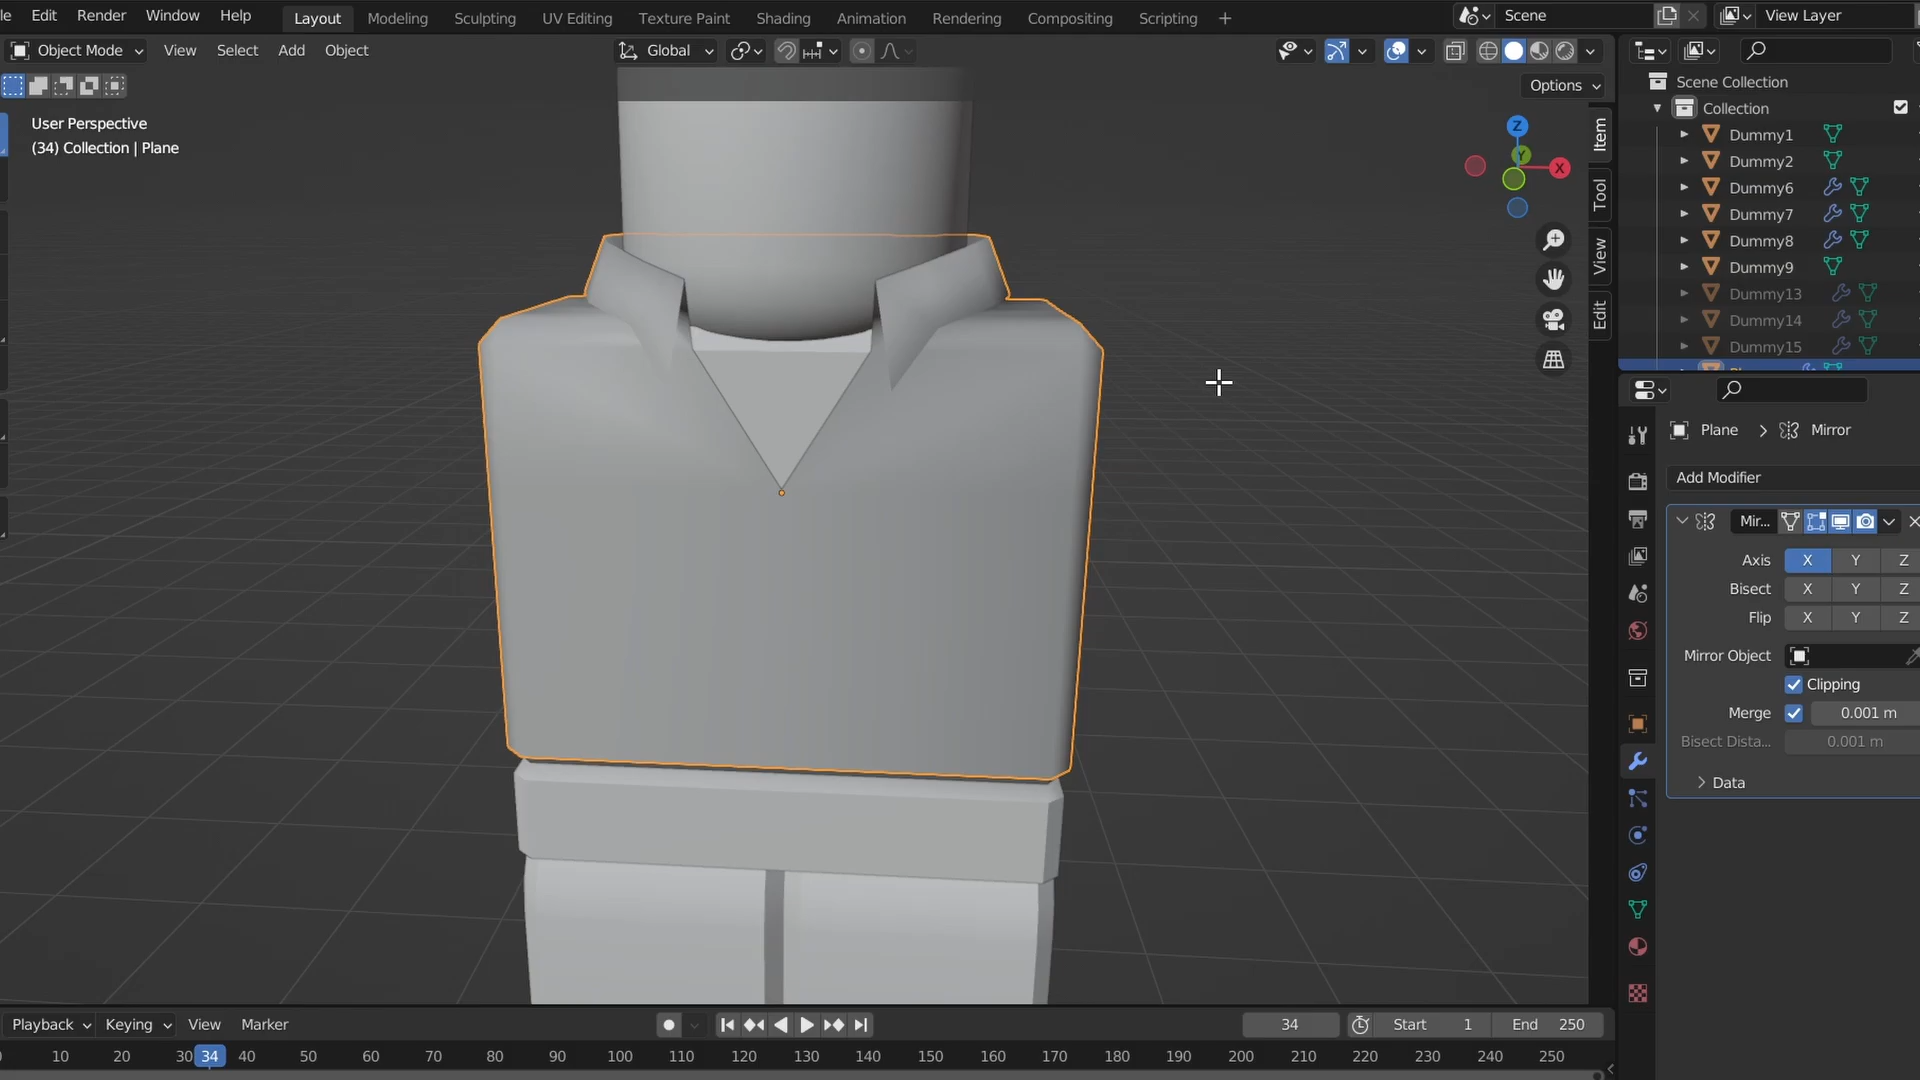 le Edit Render Window Help Layout Modeling Sculpting UV Editing Texture Paint Shading Animation Rendering Compositing Scripting + Scene View Layer
Object Mode View Select Add Object Global
Options
User Perspective
(34) Collection | Plane
Z
Y
X
Item
Tool
View
Edit
Scene Collection
Collection
Dummy1
Dummy2
Dummy6
Dummy7
Dummy8
Dummy9
Dummy13
Dummy14
Dummy15
Plane > Mirror
Add Modifier
Mir...
Axis X Y Z
Bisect X Y Z
Flip X Y Z
Mirror Object
Clipping
Merge 0.001 m
Bisect Dista... 0.001 m
Data
Playback Keying View Marker 34 Start 1 End 250
0 10 20 30 34 40 50 60 70 80 90 100 110 120 130 140 150 160 170 180 190 200 210 220 230 240 250